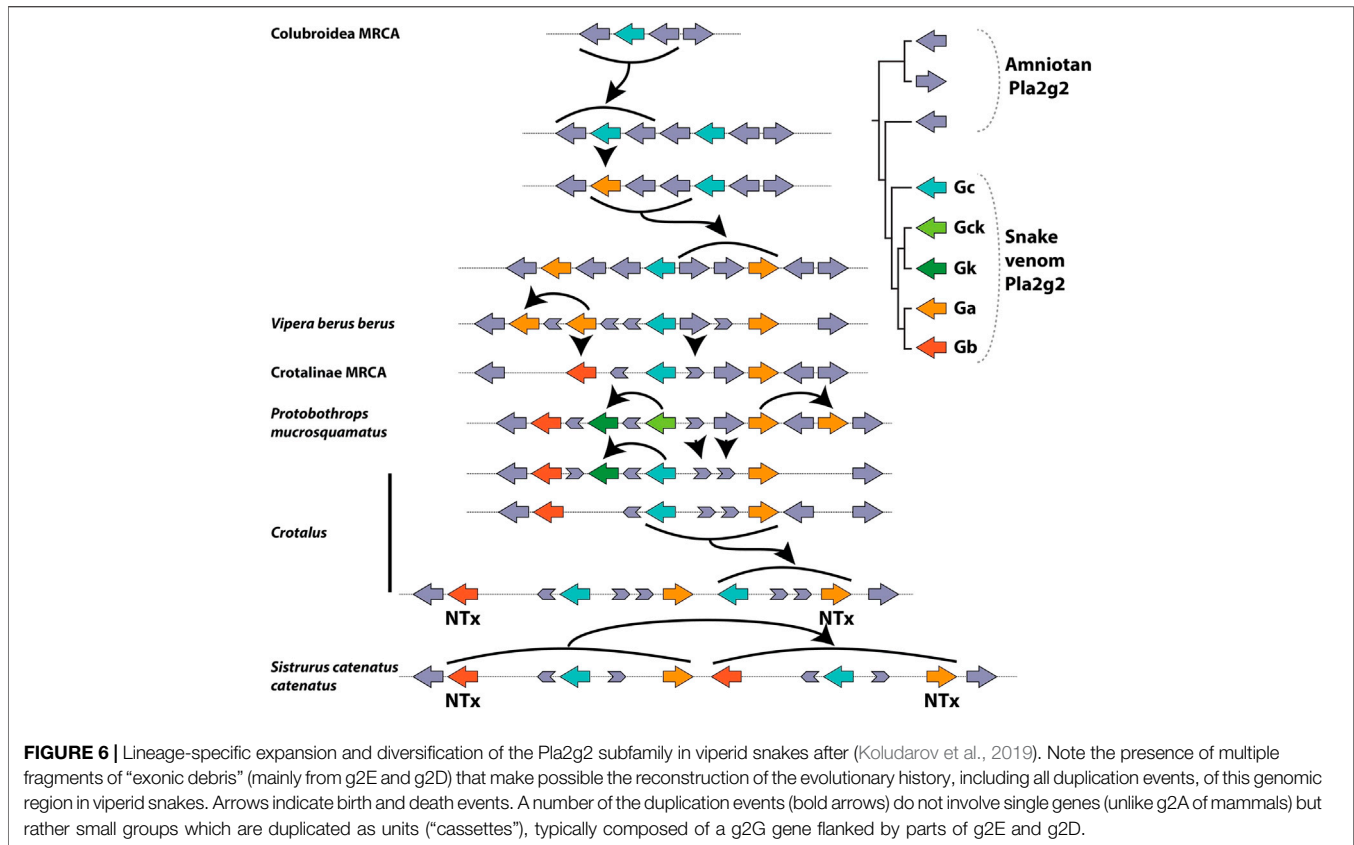 Colubroidea MRCA
Amniotan
Pla2g2
Gc
Gck
Gk
Ga
Gb
Snake
venom
Pla2g2
Vipera berus berus
Crotalinae MRCA
Protobothrops
mucrosquamatus
Crotalus
NTx
NTx
Sistrurus catenatus
catenatus
NTx
NTx
FIGURE 6 | Lineage-specific expansion and diversification of the Pla2g2 subfamily in viperid snakes after (Koludarov et al., 2019). Note the presence of multiple
fragments of “exonic debris” (mainly from g2E and g2D) that make possible the reconstruction of the evolutionary history, including all duplication events, of this genomic
region in viperid snakes. Arrows indicate birth and death events. A number of the duplication events (bold arrows) do not involve single genes (unlike g2A of mammals) but
rather small groups which are duplicated as units (“cassettes”), typically composed of a g2G gene flanked by parts of g2E and g2D.